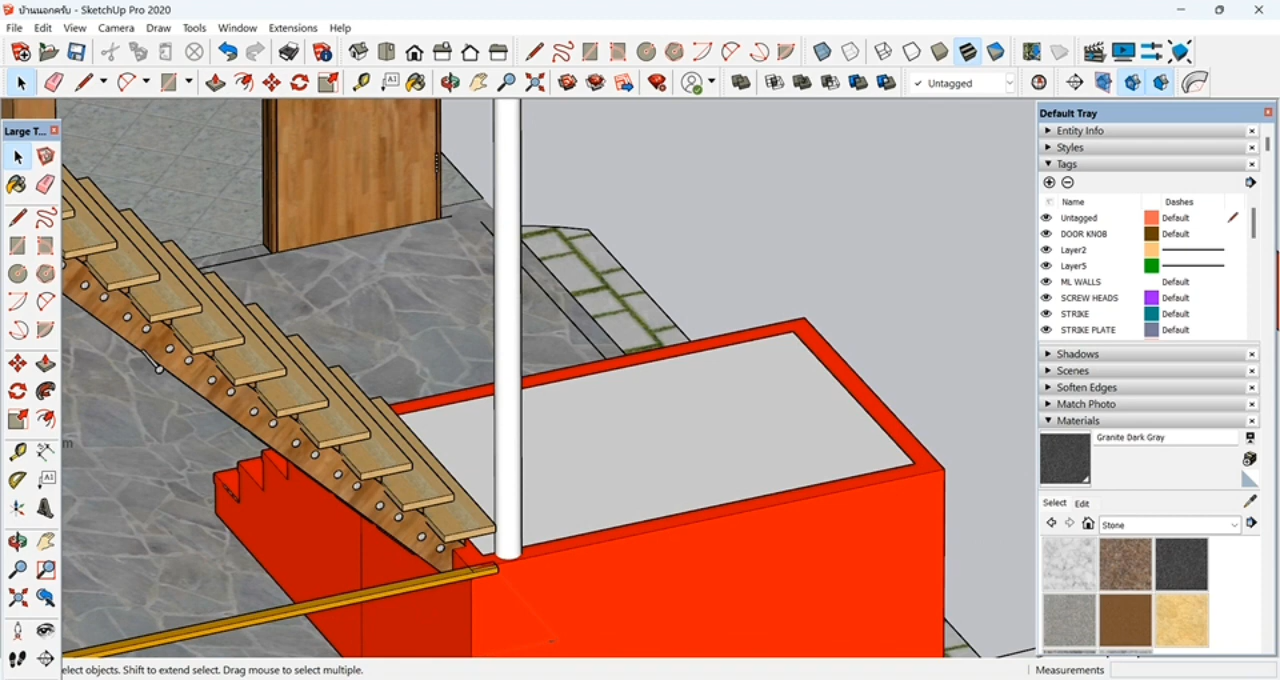 บ้านนอกครับ - SketchUp Pro 2020
File Edit View Camera Draw Tools Window Extensions Help
Untagged
Large T...
Default Tray
Entity Info
Styles
Tags
Name Dashes
Untagged Default
DOOR KNOB Default
Layer2
Layer5
ML WALLS Default
SCREW HEADS Default
STRIKE Default
STRIKE PLATE Default
Shadows
Scenes
Soften Edges
Match Photo
Materials
Granite Dark Gray
Select Edit
Stone
m
elect objects. Shift to extend select. Drag mouse to select multiple.
Measurements